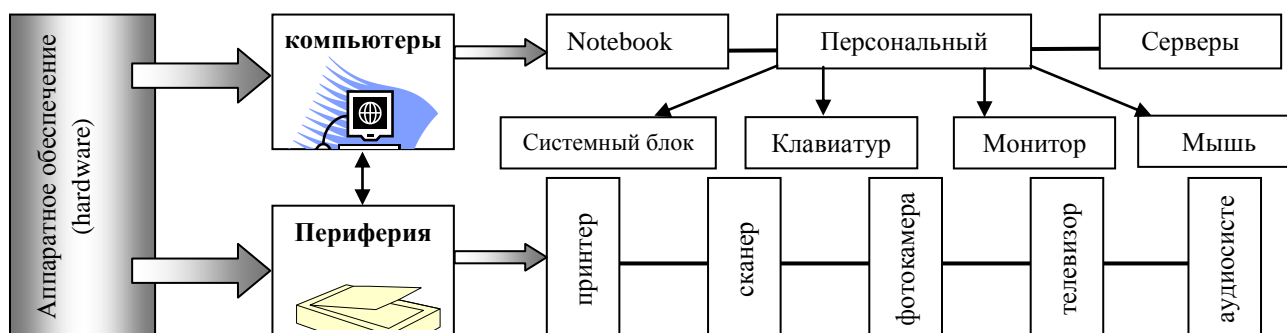 Аппаратное обеспечение
(hardware)
компьютеры
Notebook
Персональный
Серверы
Системный блок
Клавиатур
Монитор
Мышь
Периферия
принтер
сканер
фотокамера
телевизор
аудиосисте